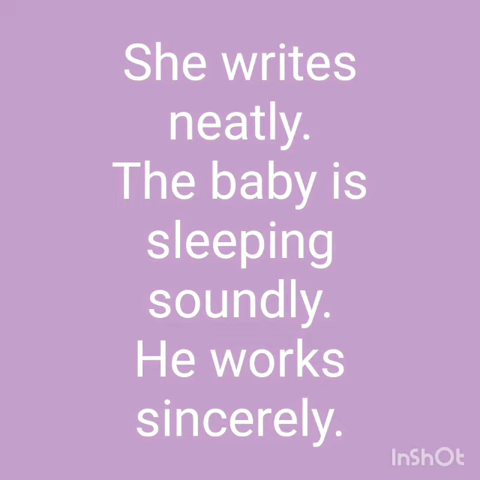 She writes
neatly.
The baby is
sleeping
soundly.
He works
sincerely.
InShOt